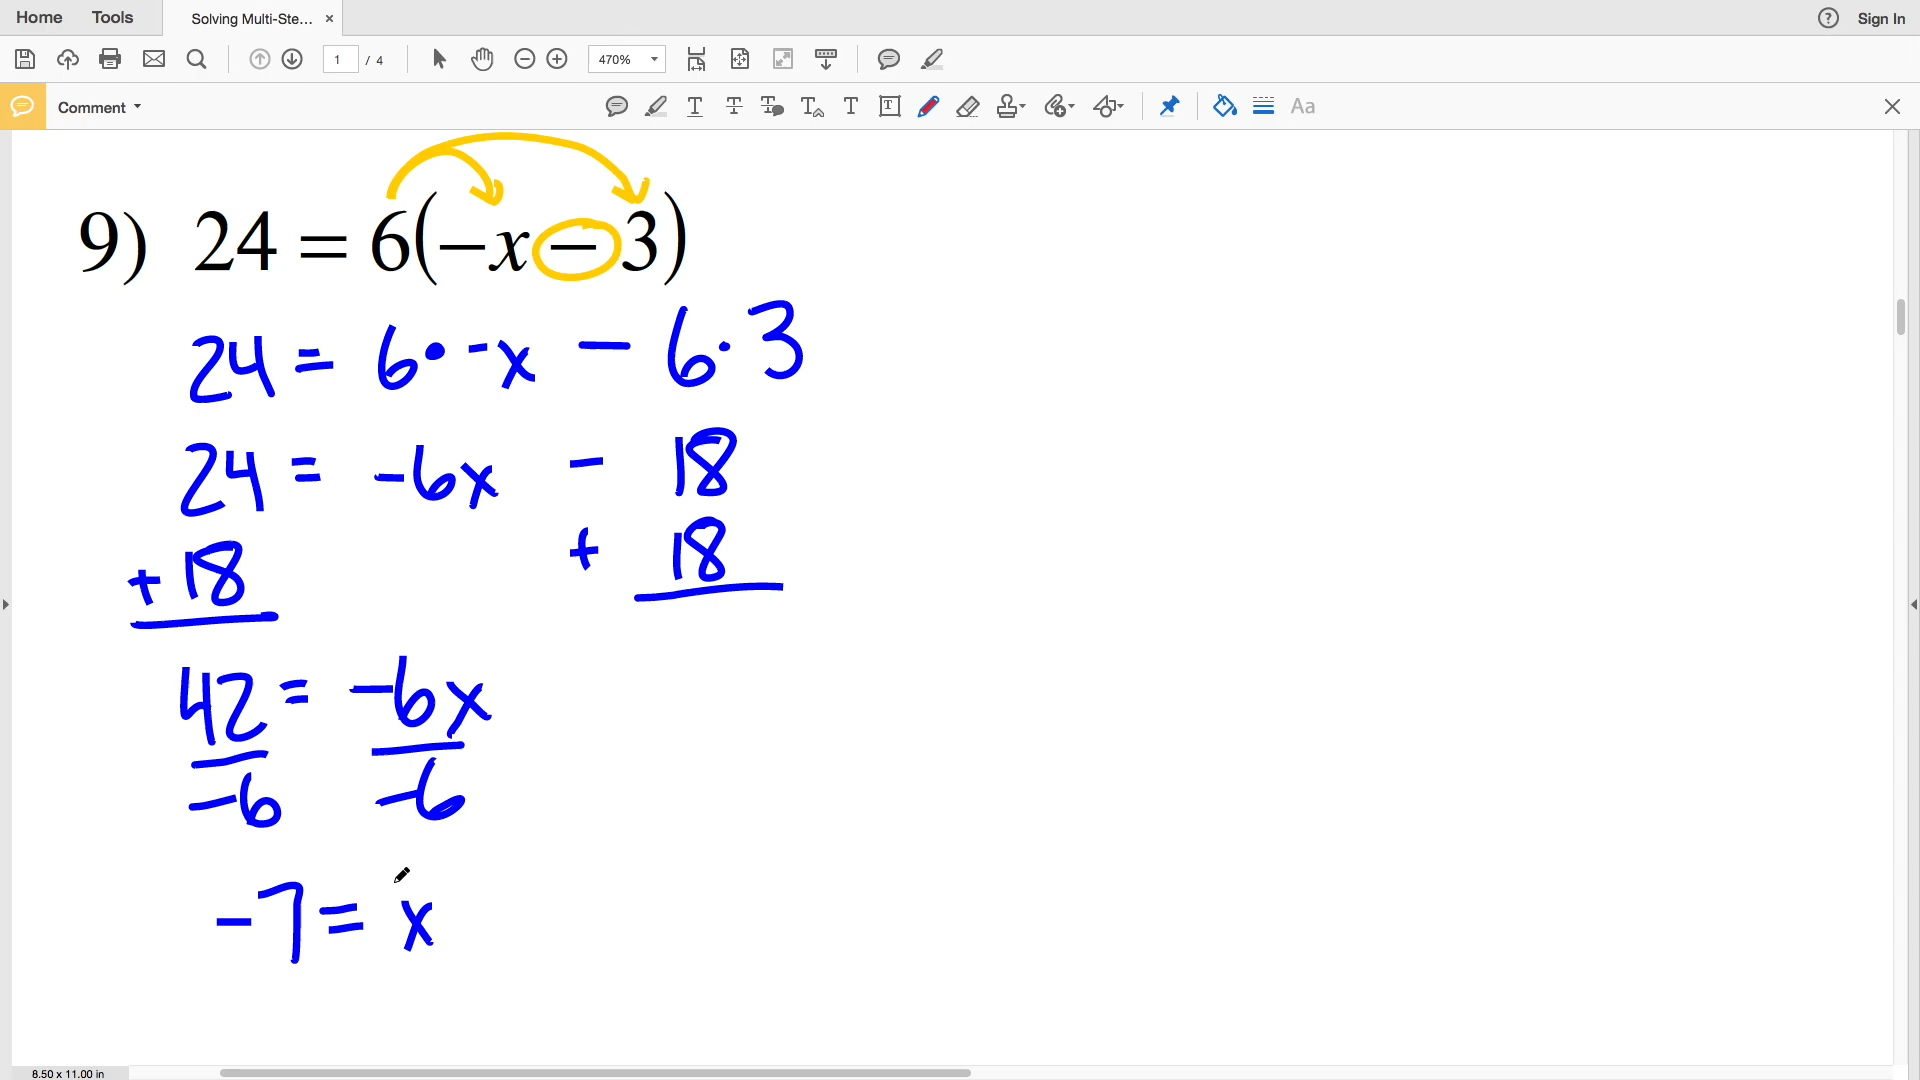 Home Tools Solving Multi-Ste... × ? Sign In
1 / 4 470%
Comment Aa
9) 24 = 6(−x − 3)
24 = 6 • -x − 6 · 3
24 = -6x - 18
+ 18 + 18
42 = -6x
-6 -6
-7 = x
8.50 x 11.00 in